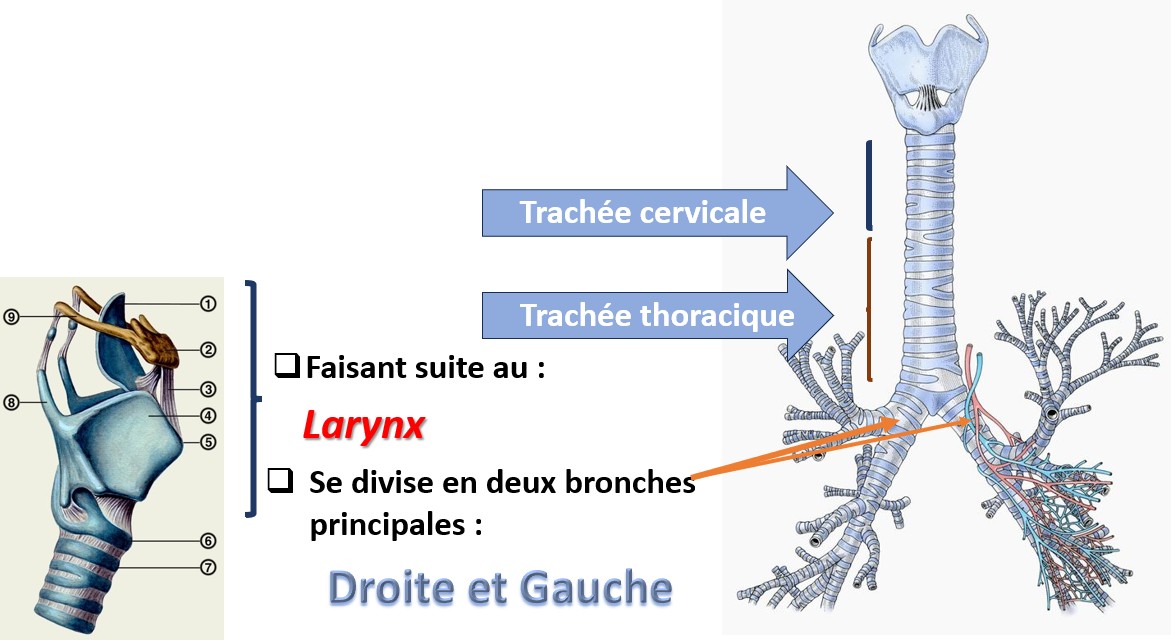 Trachée cervicale
Trachée thoracique
❑Faisant suite au :
Larynx
❑ Se divise en deux bronches
principales :
Droite et Gauche
1
9
2
3
8
4
5
6
7